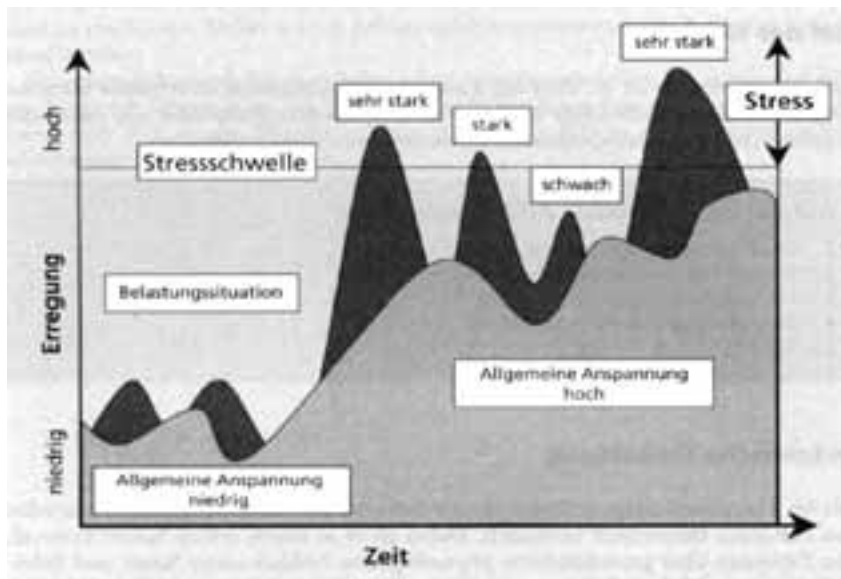 sehr stark
sehr stark
stark
Stress
hoch
Stressschwelle
schwach
Erregung
Belastungssituation
Allgemeine Anspannung
hoch
niedrig
Allgemeine Anspannung
niedrig
Zeit